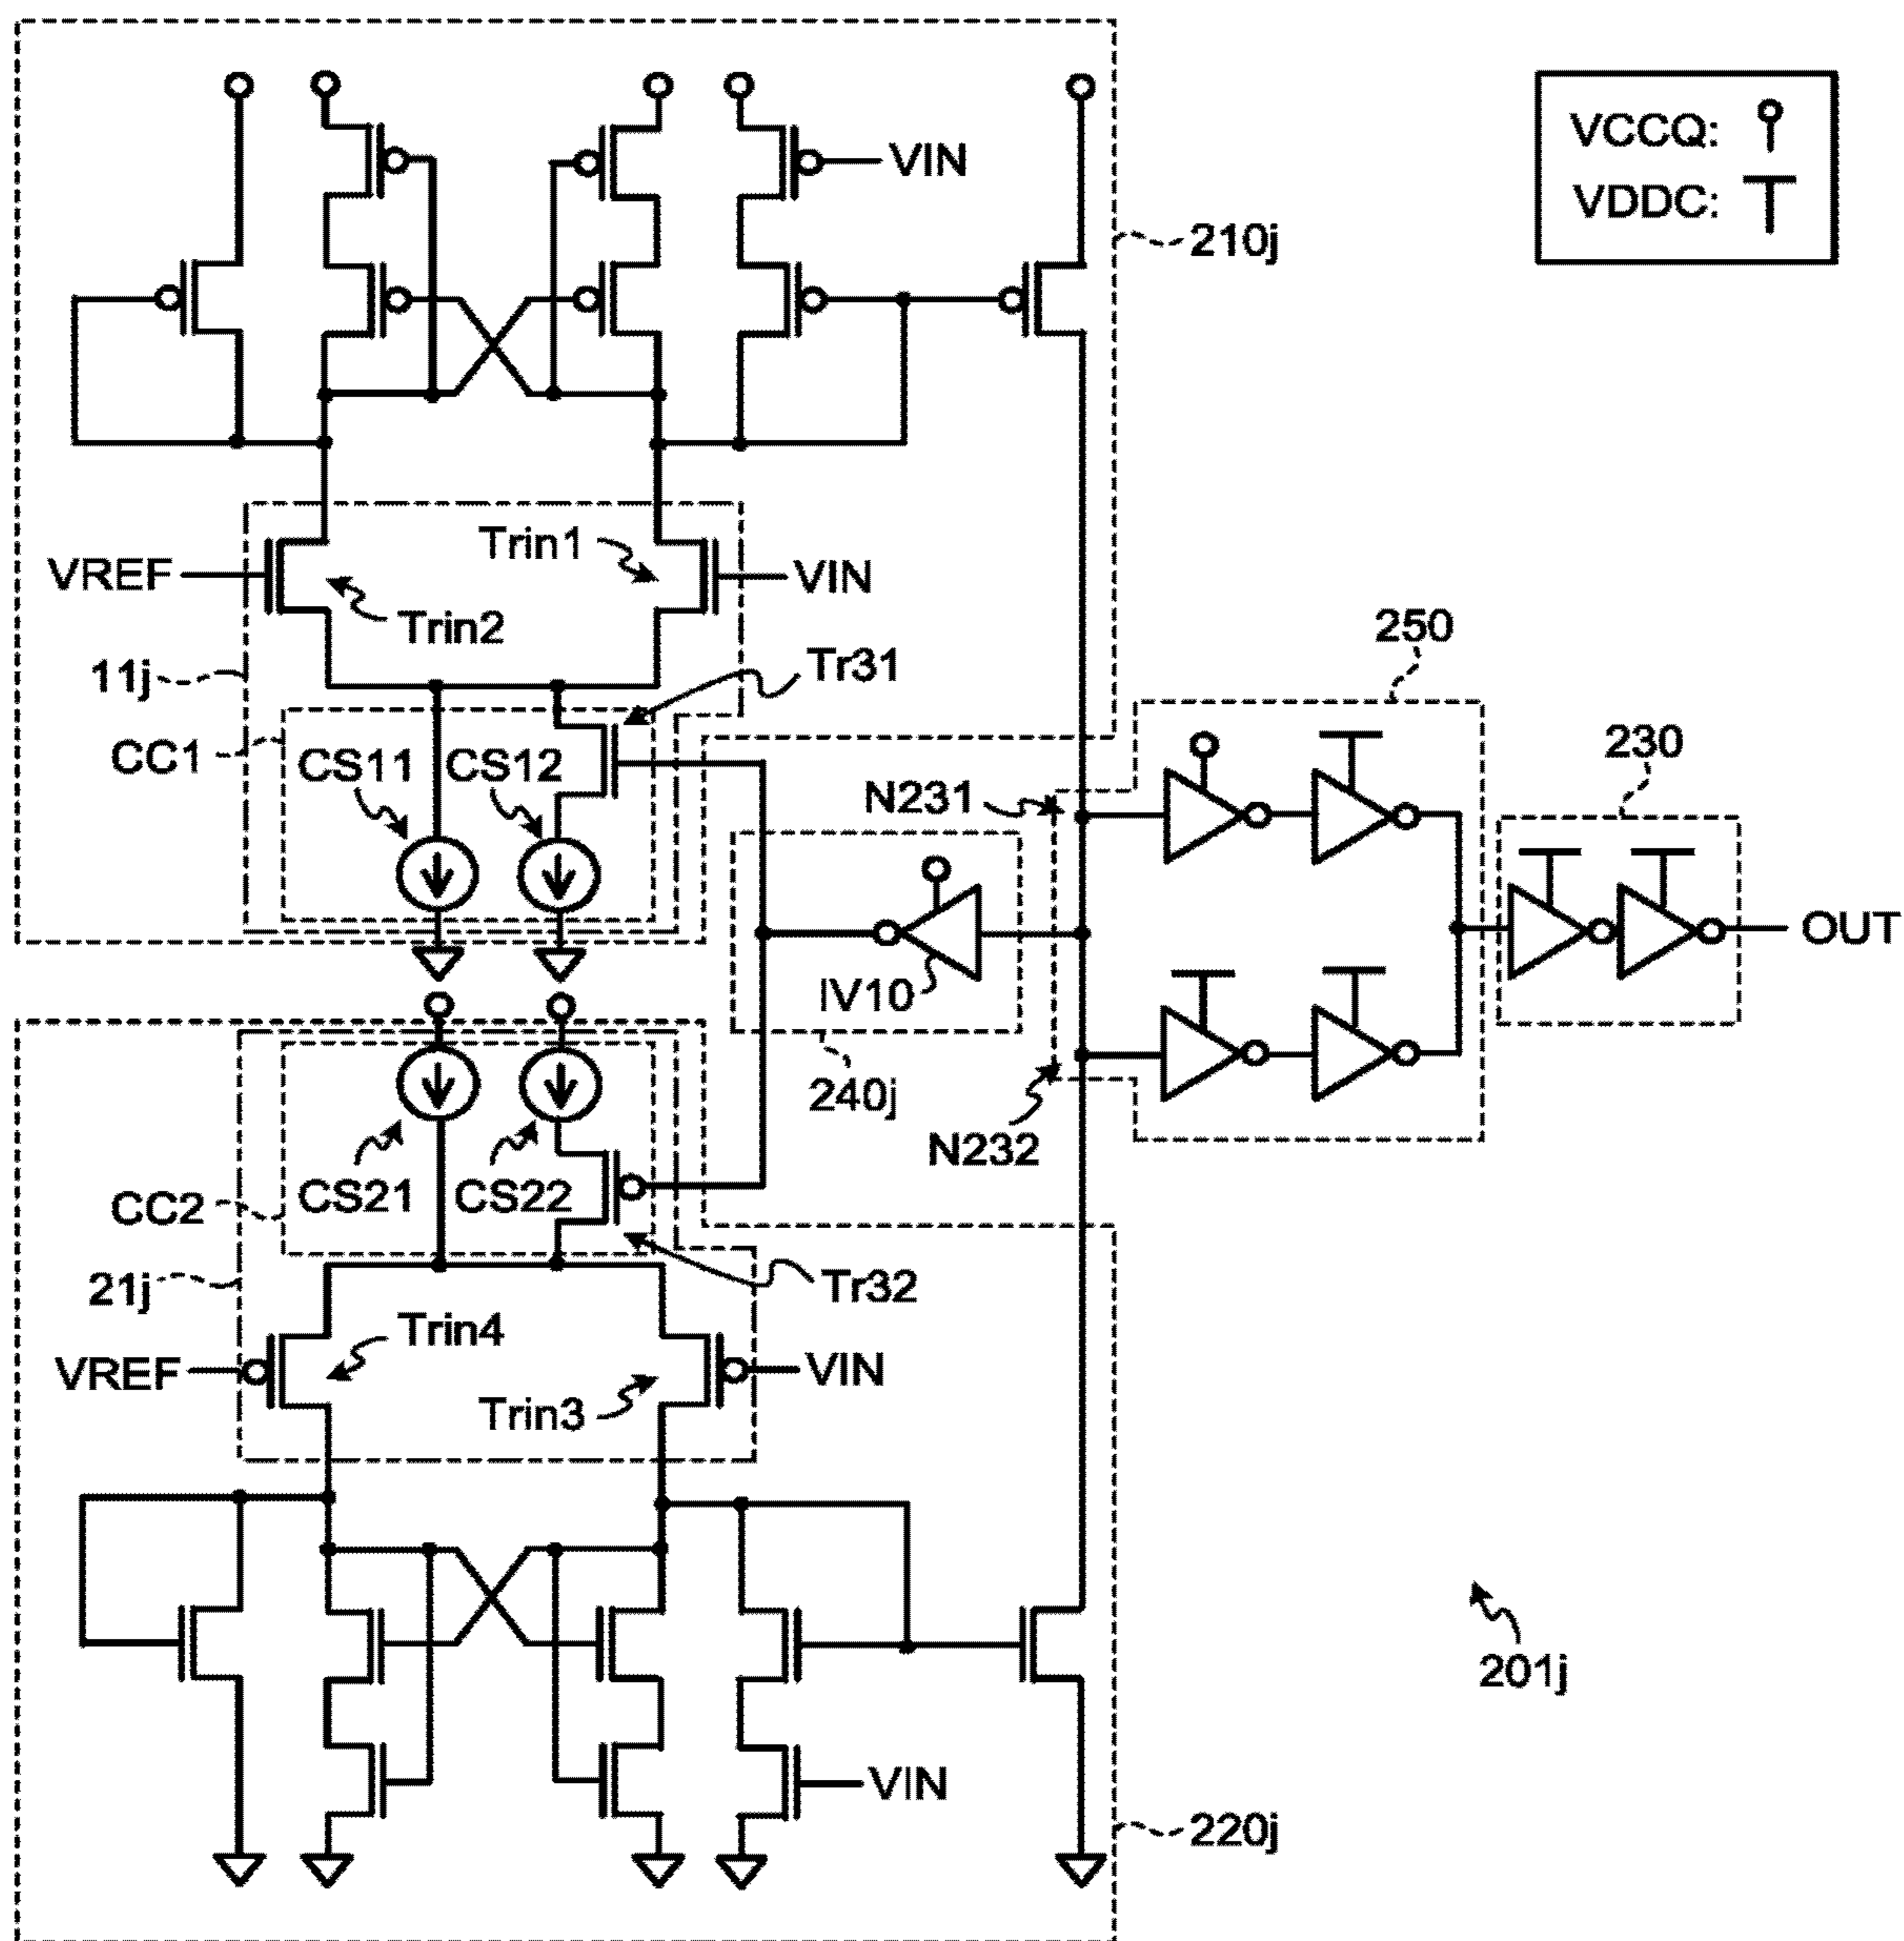 VCCQ:
VDDC:
VIN
210j
VREF
Trin1
VIN
Trin2
11j
Tr31
250
CC1
CS11
CS12
N231
230
IV10
OUT
240j
N232
CC2
CS21
CS22
21j
Tr32
Trin4
VREF
Trin3
VIN
201j
VIN
220j